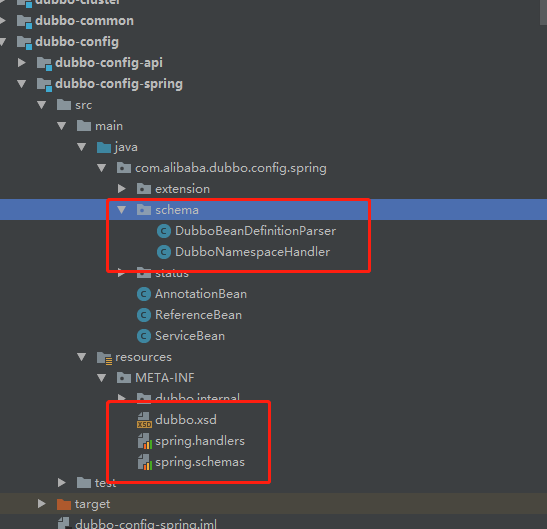 dubbo-cluster
dubbo-common
dubbo-config
dubbo-config-api
dubbo-config-spring
src
main
java
com.alibaba.dubbo.config.spring
extension
schema
DubboBeanDefinitionParser
DubboNamespaceHandler
status
AnnotationBean
ReferenceBean
ServiceBean
resources
META-INF
dubbo.internal
dubbo.xsd
spring.handlers
spring.schemas
test
target
dubbo-config-spring.iml